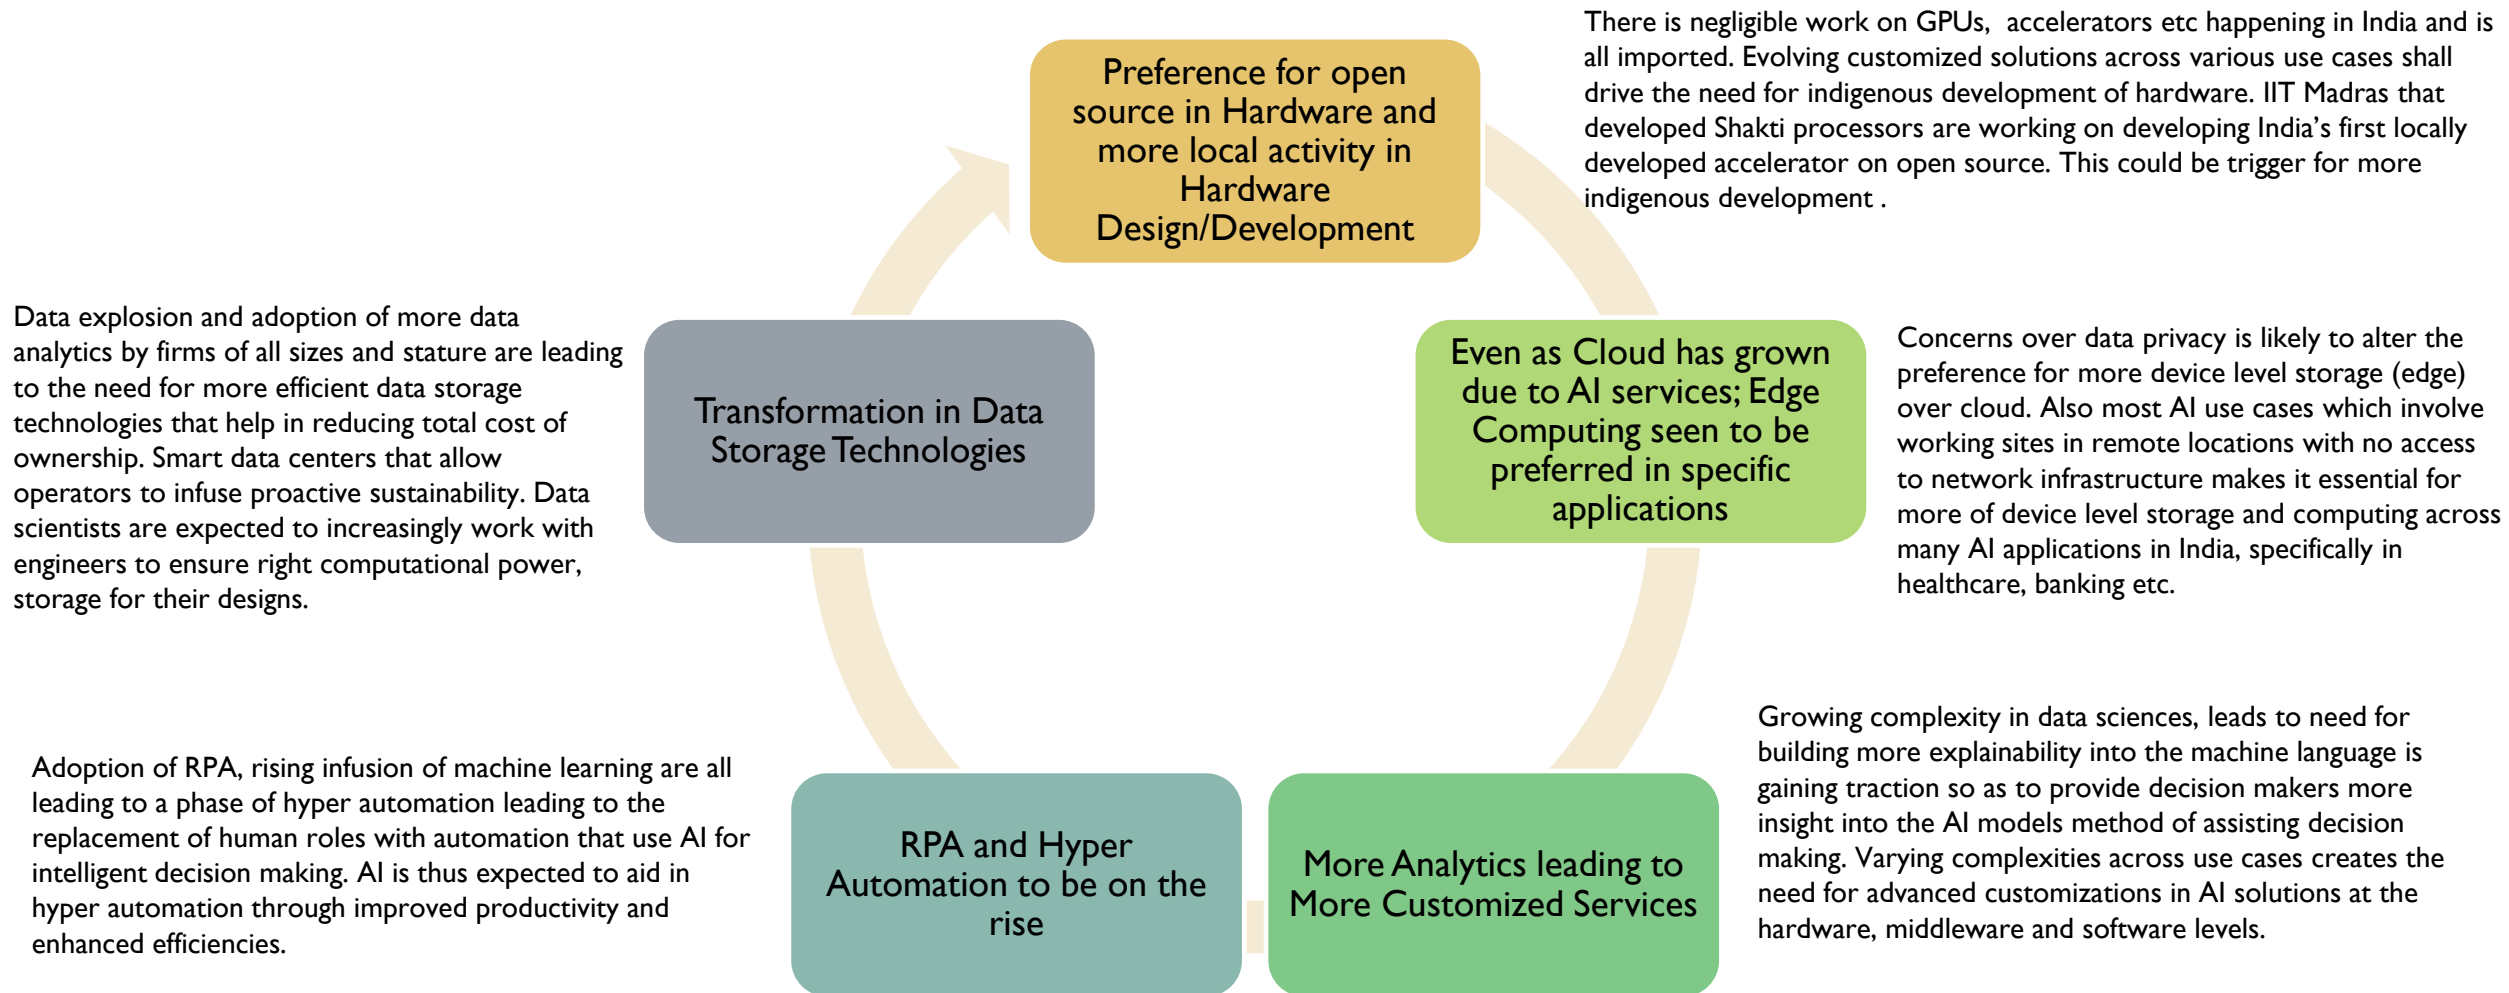 Preference for open
source in Hardware and
more local activity in
Hardware
Design/Development
There is negligible work on GPUs,  accelerators etc happening in India and is
all imported. Evolving customized solutions across various use cases shall
drive the need for indigenous development of hardware. IIT Madras that
developed Shakti processors are working on developing India’s first locally
developed accelerator on open source. This could be trigger for more
indigenous development .
Even as Cloud has grown
due to AI services; Edge
Computing seen to be
preferred in specific
applications
Concerns over data privacy is likely to alter the
preference for more device level storage (edge)
over cloud. Also most AI use cases which involve
working sites in remote locations with no access
to network infrastructure makes it essential for
more of device level storage and computing across
many AI applications in India, specifically in
healthcare, banking etc.
More Analytics leading to
More Customized Services
Growing complexity in data sciences, leads to need for
building more explainability into the machine language is
gaining traction so as to provide decision makers more
insight into the AI models method of assisting decision
making. Varying complexities across use cases creates the
need for advanced customizations in AI solutions at the
hardware, middleware and software levels.
RPA and Hyper
Automation to be on the
rise
Adoption of RPA, rising infusion of machine learning are all
leading to a phase of hyper automation leading to the
replacement of human roles with automation that use AI for
intelligent decision making. AI is thus expected to aid in
hyper automation through improved productivity and
enhanced efficiencies.
Transformation in Data
Storage Technologies
Data explosion and adoption of more data
analytics by firms of all sizes and stature are leading
to the need for more efficient data storage
technologies that help in reducing total cost of
ownership. Smart data centers that allow
operators to infuse proactive sustainability. Data
scientists are expected to increasingly work with
engineers to ensure right computational power,
storage for their designs.